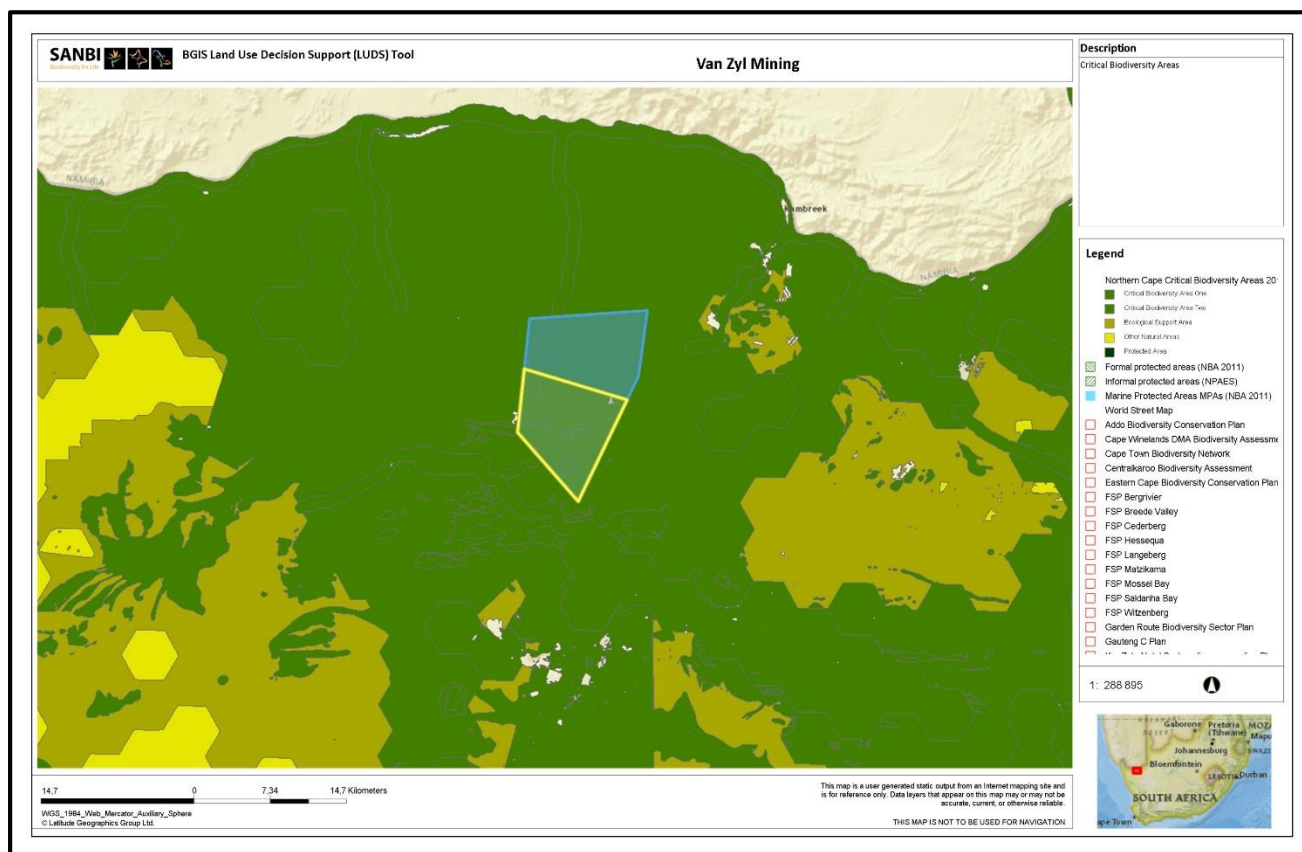 SANBI
Biodiversity for Life
BGIS Land Use Decision Support (LUDS) Tool
Van Zyl Mining
Description
Critical Biodiversity Areas
NAMIBIA
NAMIBIA
Legend
Northern Cape Critical Biodiversity Areas 20
Critical Biodiversity Area One
Critical Biodiversity Area Two
Ecological Support Area
Other Natural Areas
Protected Area
Formal protected areas (NBA 2011)
Informal protected areas (NPAES)
Marine Protected Areas MPAs (NBA 2011)
World Street Map
Addo Biodiversity Conservation Plan
Cape Winelands DMA Biodiversity Assessme
Cape Town Biodiversity Network
Centralkaroo Biodiversity Assessment
Eastern Cape Biodiversity Conservation Plan
FSP Bergrivier
FSP Breede Valley
FSP Cederberg
FSP Hessequa
FSP Langeberg
FSP Matzikama
FSP Mossel Bay
FSP Saldanha Bay
FSP Witzenberg
Garden Route Biodiversity Sector Plan
Gauteng C Plan
1: 288 895
Gaborone
Pretoria
(Tshwane)
MOZA
Mapu
Johannesburg
SWAZI
Bloemfontein
LESOTHO
Durban
SOUTH AFRICA
ape Town
14,7 0 7,34 14,7 Kilometers
WGS_1984_Web_Mercator_Auxiliary_Sphere
© Latitude Geographics Group Ltd.
This map is a user generated static output from an Internet mapping site and
is for reference only. Data layers that appear on this map may or may not be
accurate, current, or otherwise reliable.
THIS MAP IS NOT TO BE USED FOR NAVIGATION